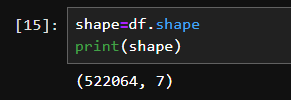 [15]: shape=df.shape
print(shape)
(522064, 7)